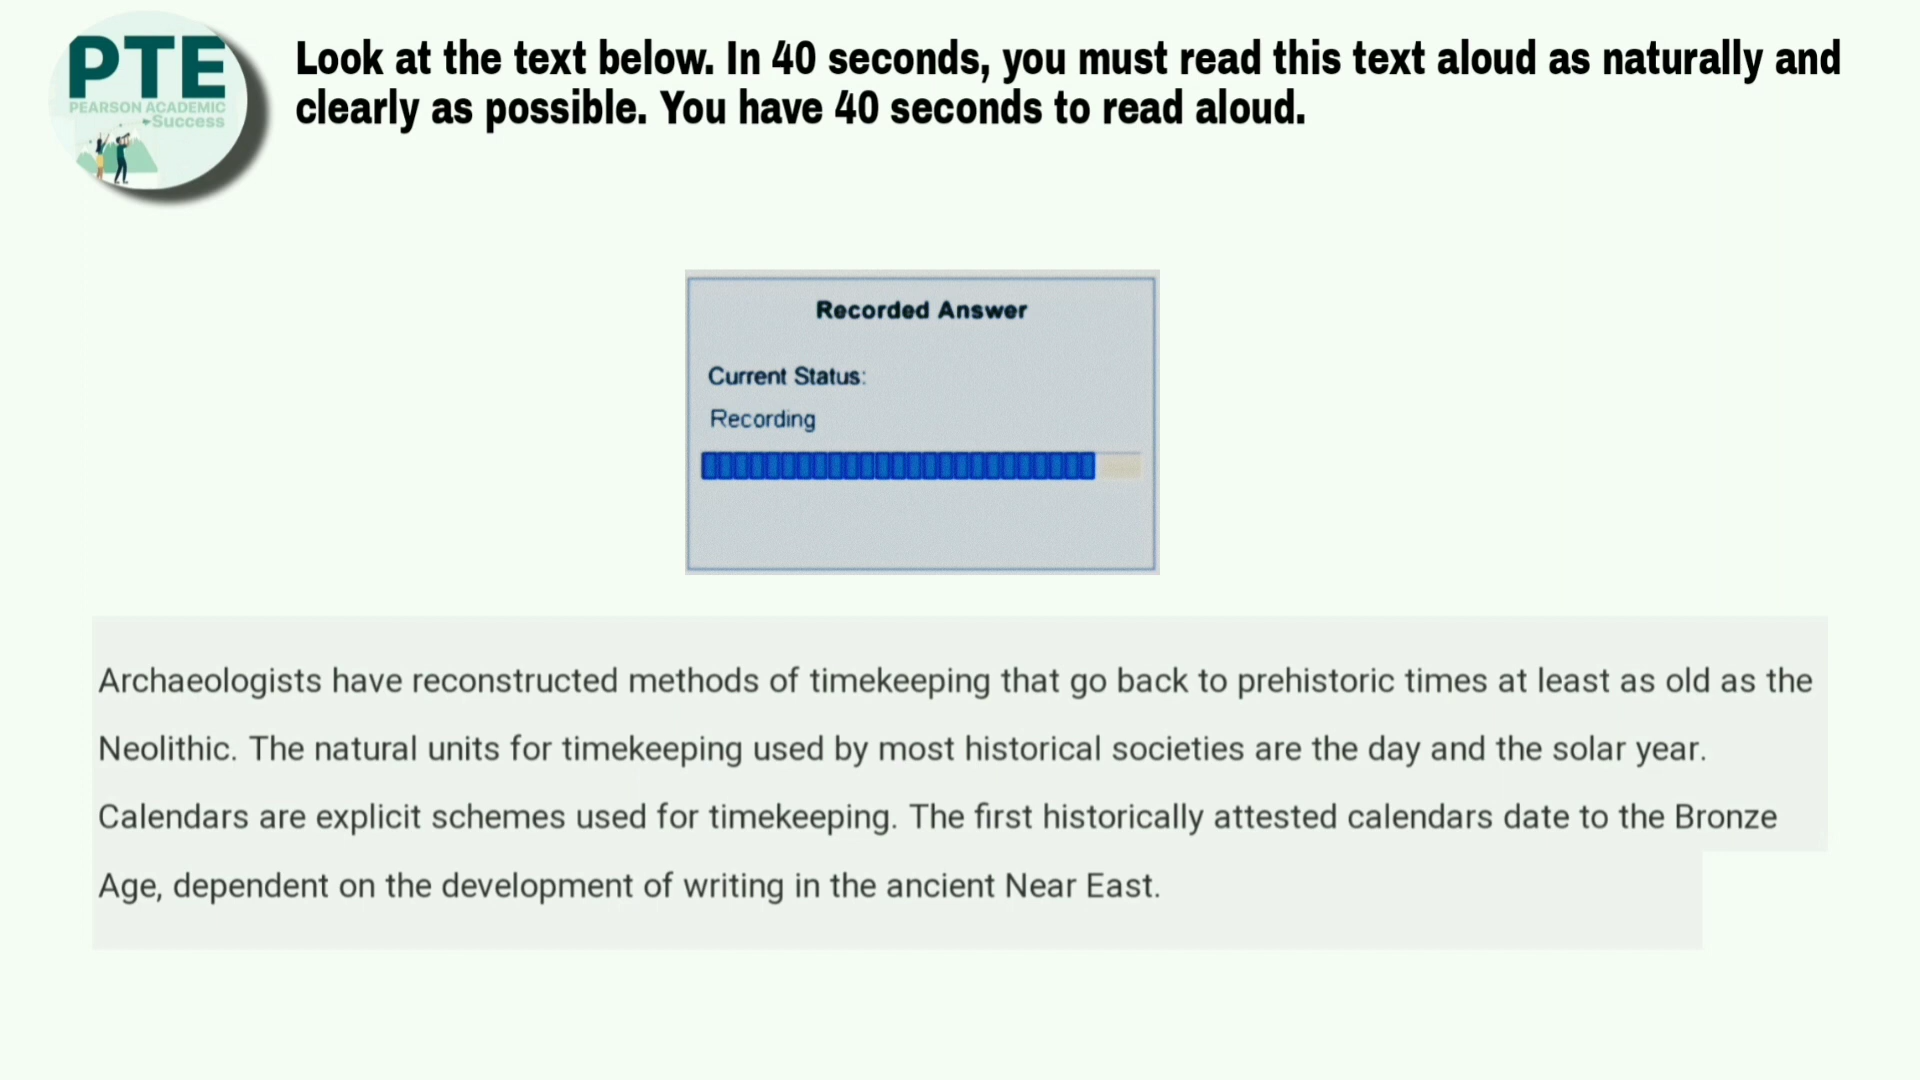 PTE
PEARSON ACADEMIC
Success
Look at the text below. In 40 seconds, you must read this text aloud as naturally and
clearly as possible. You have 40 seconds to read aloud.
Recorded Answer
Current Status:
Recording
Archaeologists have reconstructed methods of timekeeping that go back to prehistoric times at least as old as the
Neolithic. The natural units for timekeeping used by most historical societies are the day and the solar year.
Calendars are explicit schemes used for timekeeping. The first historically attested calendars date to the Bronze
Age, dependent on the development of writing in the ancient Near East.